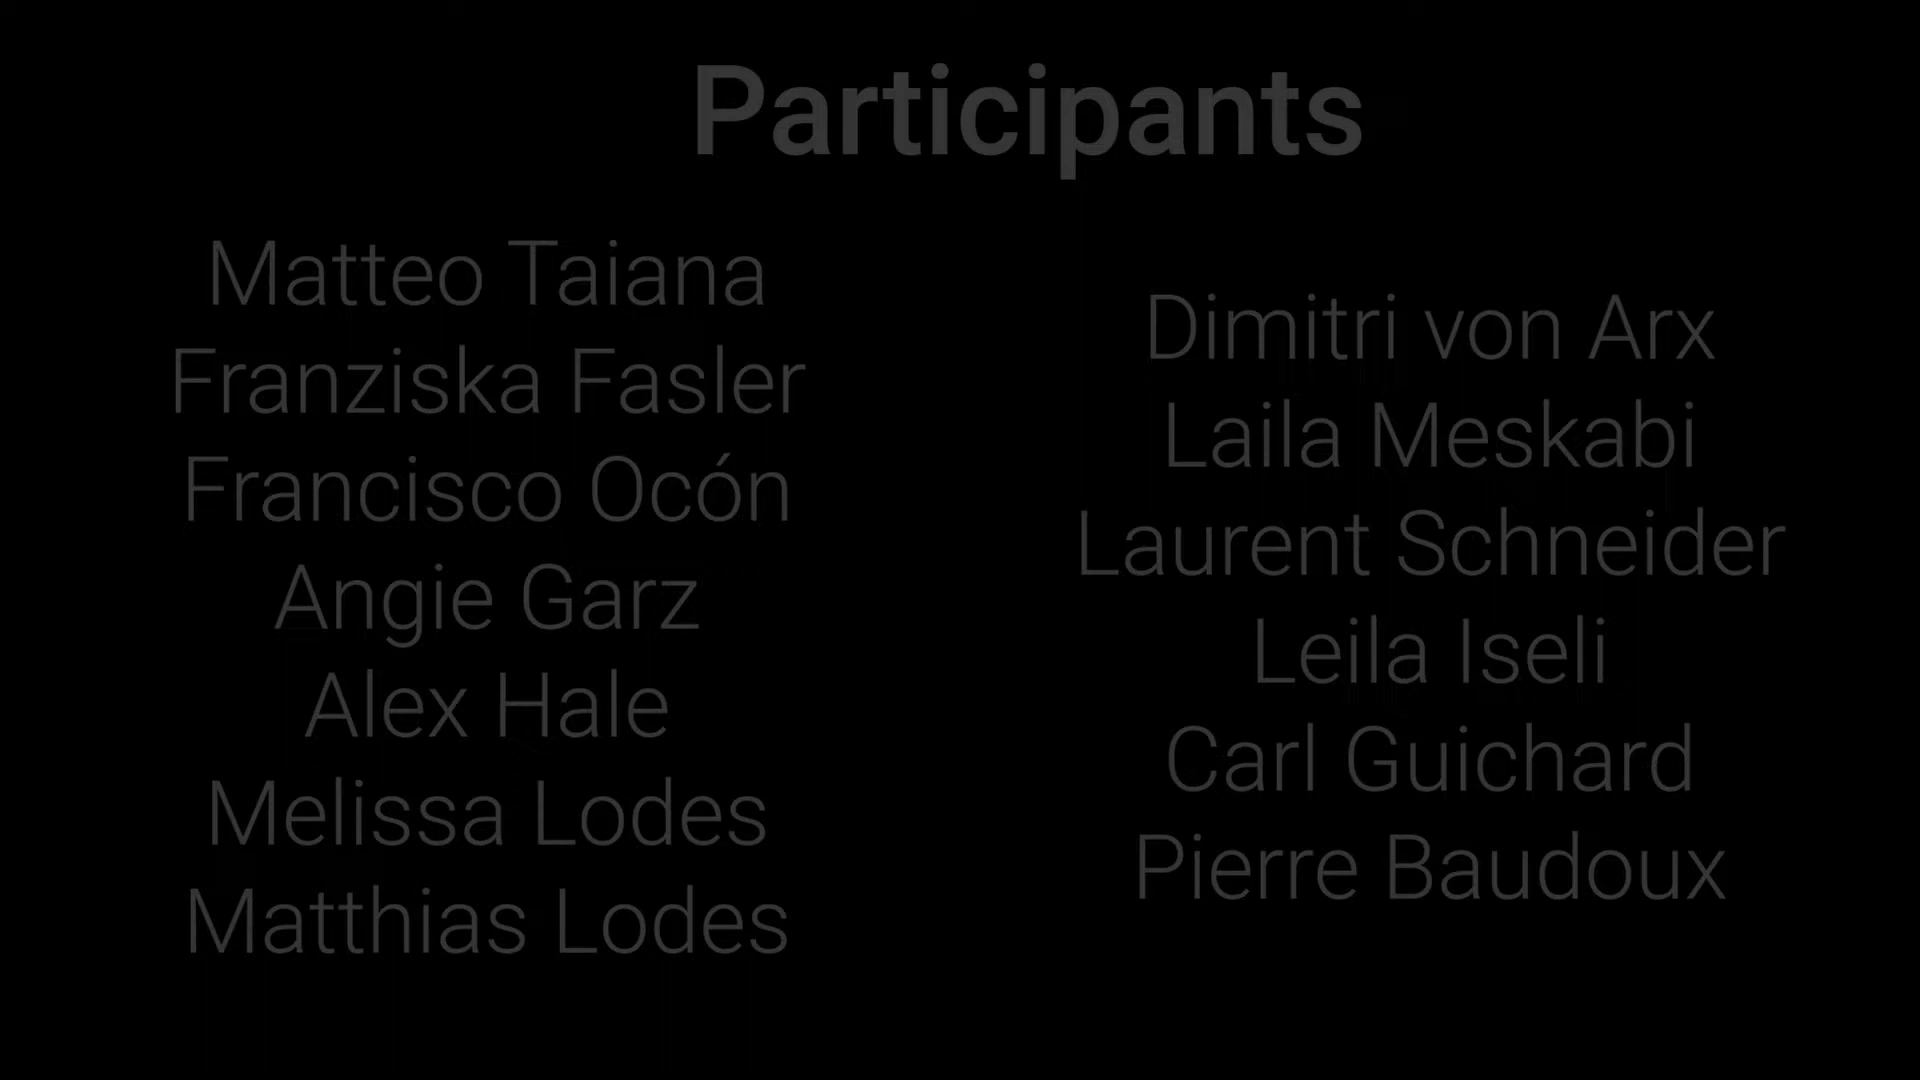 Participants
Matteo Taiana
Franziska Fasler
Francisco Ocón
Angie Garz
Alex Hale
Melissa Lodes
Matthias Lodes
Dimitri von Arx
Laila Meskabi
Laurent Schneider
Leila Iseli
Carl Guichard
Pierre Baudoux